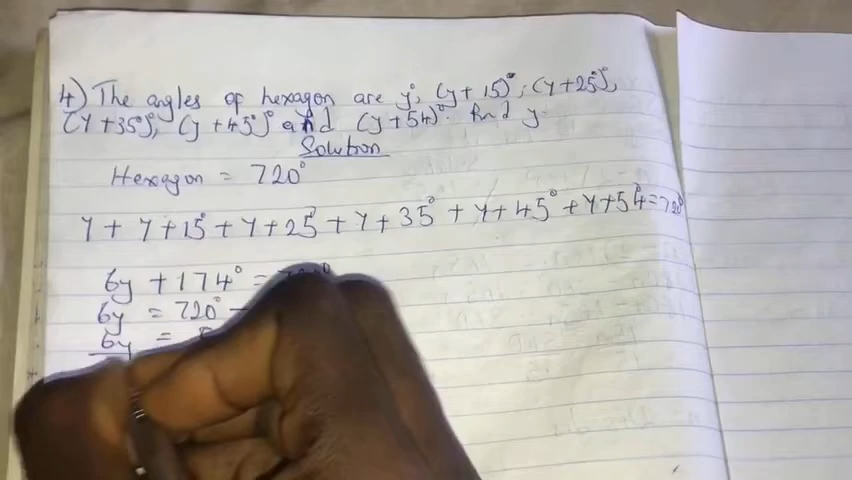 4) The angles of hexagon are y°, (y+15)°, (y+25)°,
(y+35°)°, (y+45°)° and (y+54)°. find y.
Solution
Hexagon = 720°
y + y+15° + y+25° + y+35° + y+45° + y+54° = 720°
6y + 174° =
6y = 720° -
6y =